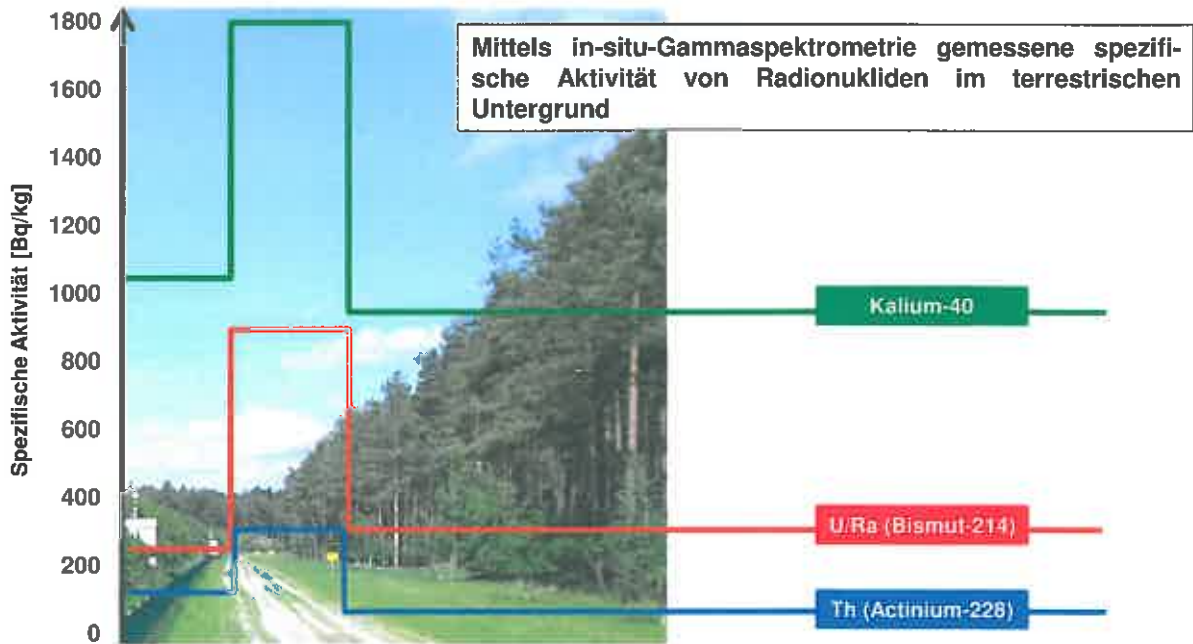 Mittels in-situ-Gammaspektrometrie gemessene spezifi-
sche Aktivität von Radionukliden im terrestrischen
Untergrund
Spezifische Aktivität [Bq/kg]
1800
1600
1400
1200
1000
800
600
400
200
0
Kalium-40
U/Ra (Bismut-214)
Th (Actinium-228)